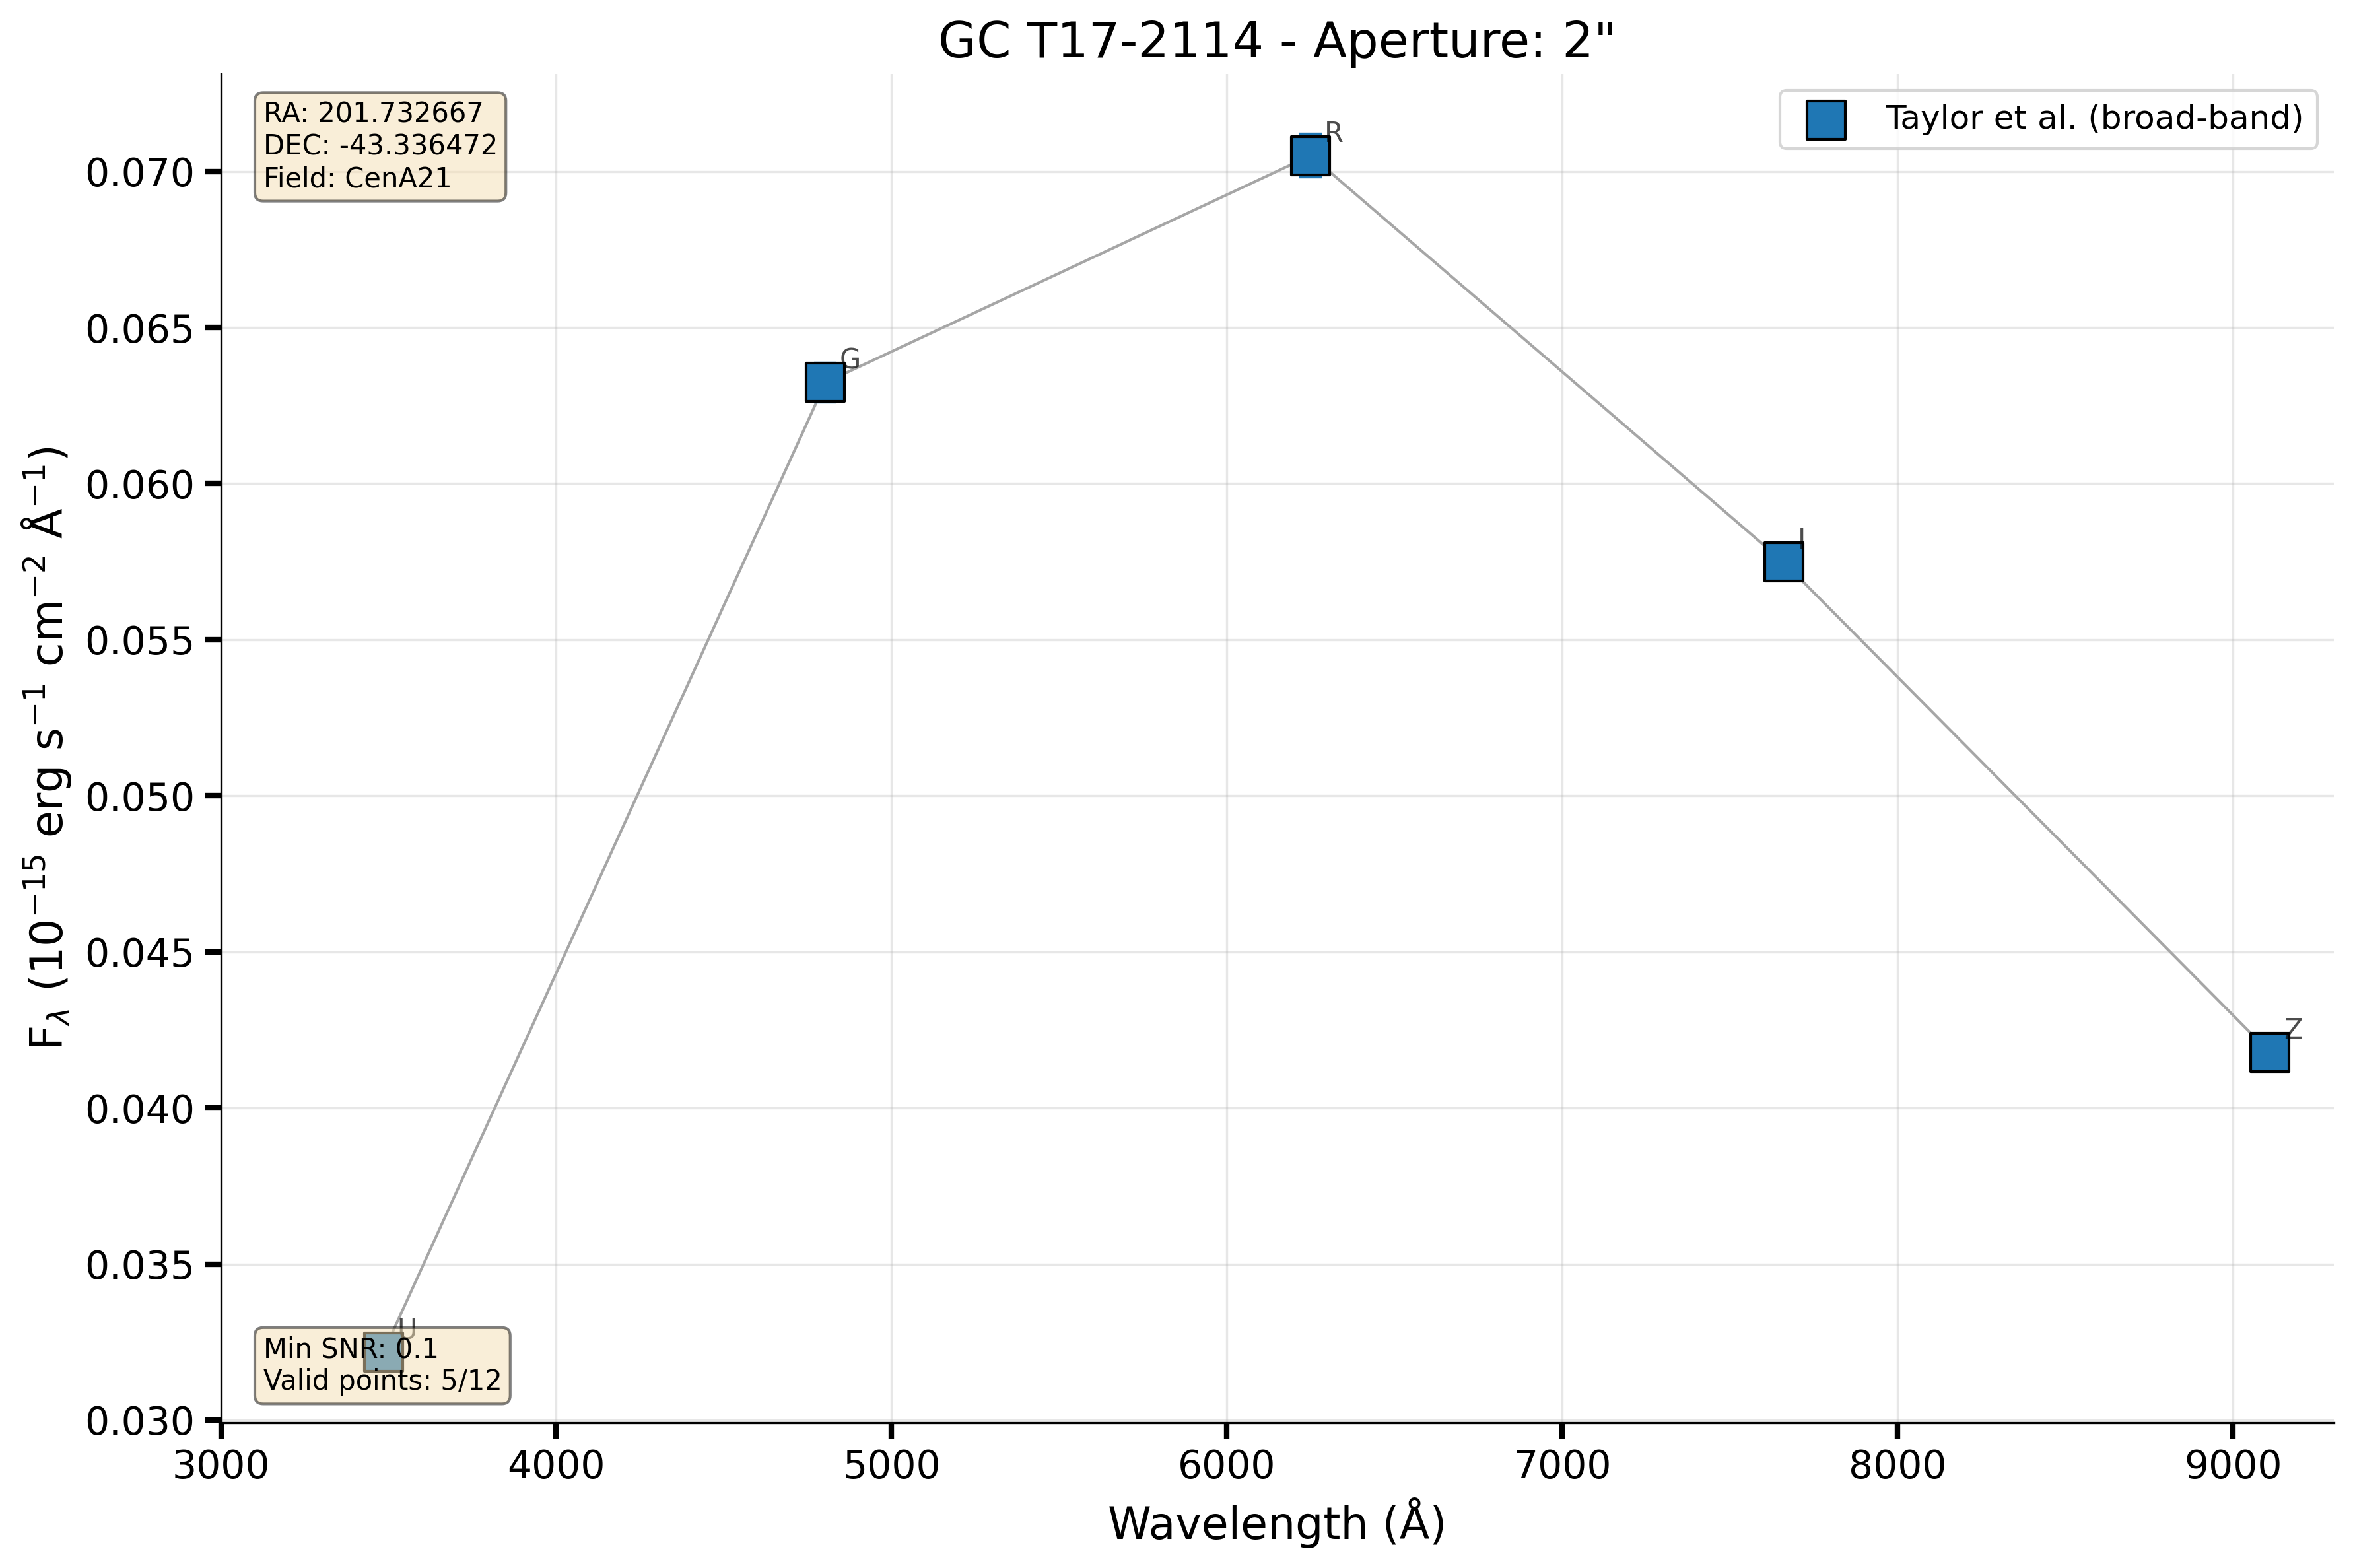 GC T17-2114 - Aperture: 2"
RA: 201.732667
DEC: -43.336472
Field: CenA21
Taylor et al. (broad-band)
R
G
I
Z
U
Min SNR: 0.1
Valid points: 5/12
0.070
0.065
0.060
0.055
0.050
0.045
0.040
0.035
0.030
F_λ (10⁻¹⁵ erg s⁻¹ cm⁻² Å⁻¹)
3000 4000 5000 6000 7000 8000 9000
Wavelength (Å)